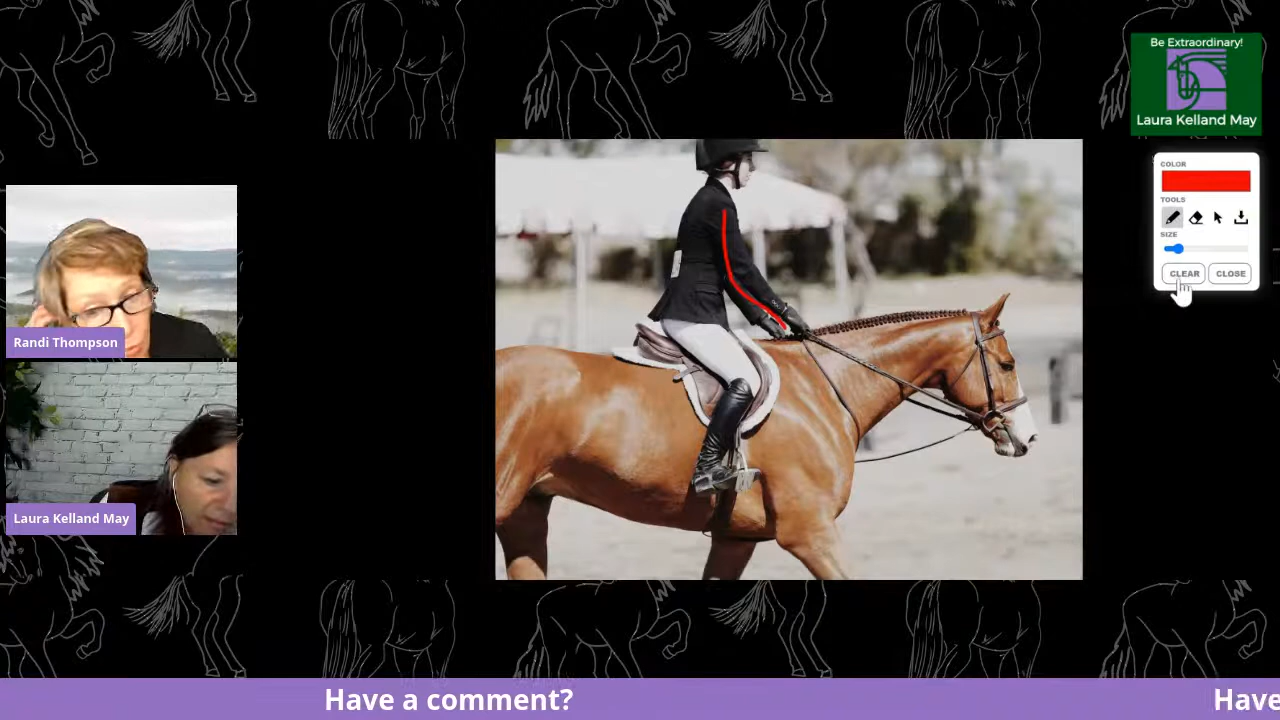 Be Extraordinary!
Laura Kelland May
COLOR
TOOLS
SIZE
CLEAR
CLOSE
Randi Thompson
Laura Kelland May
Have a comment?
Have